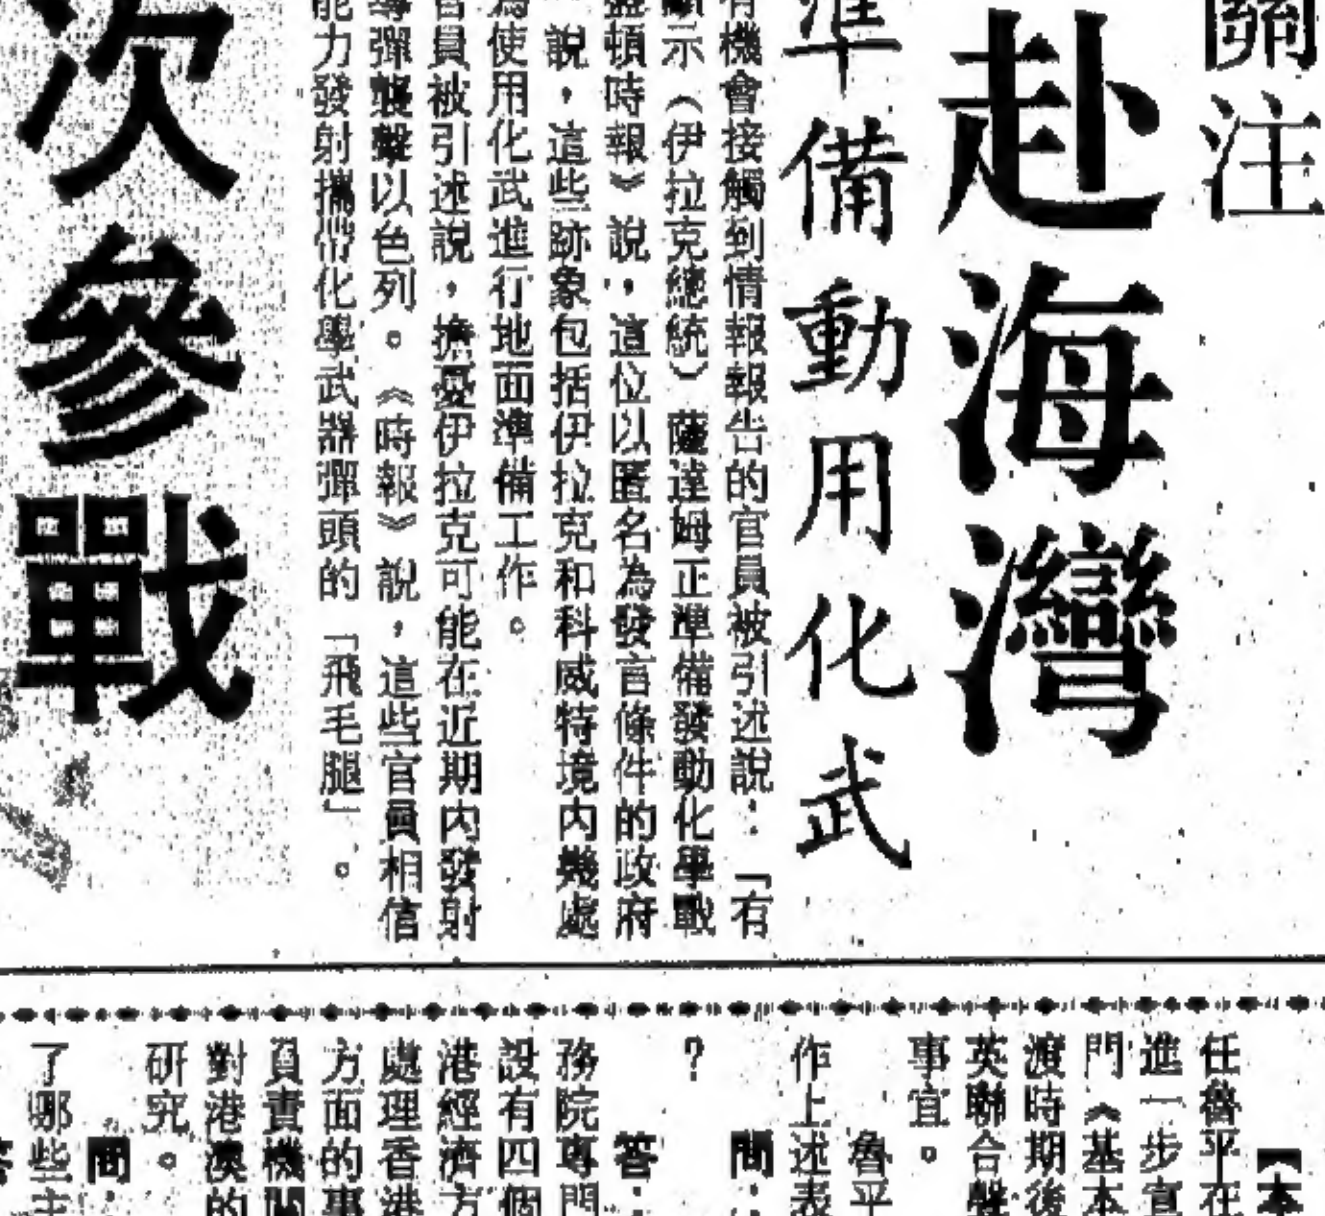 關注
赴海灣
準備動用化武
有機會接觸到情報報告的官員被引述說：「有
顯示（伊拉克總統）薩達姆正準備發動化學戰
盛頓時報》說，這位以匿名為發言條件的政府
說，這些跡象包括伊拉克和科威特境內幾處
為使用化武進行地面準備工作。
官員被引述說，擔憂伊拉克可能在近期內發射
導彈襲擊以色列。《時報》說，這些官員相信
能力發射攜帶化學武器彈頭的「飛毛腿」。
次參戰
【本
任魯平在
進一步宣
門《基本
渡時期後
英聯合聲
事宜。
魯平
作上述表
問：
？
答：
務院專門
設有四個
港經濟方
處理香港
方面的事
負責機關
對港澳的
研究。
問：
了哪些主
答